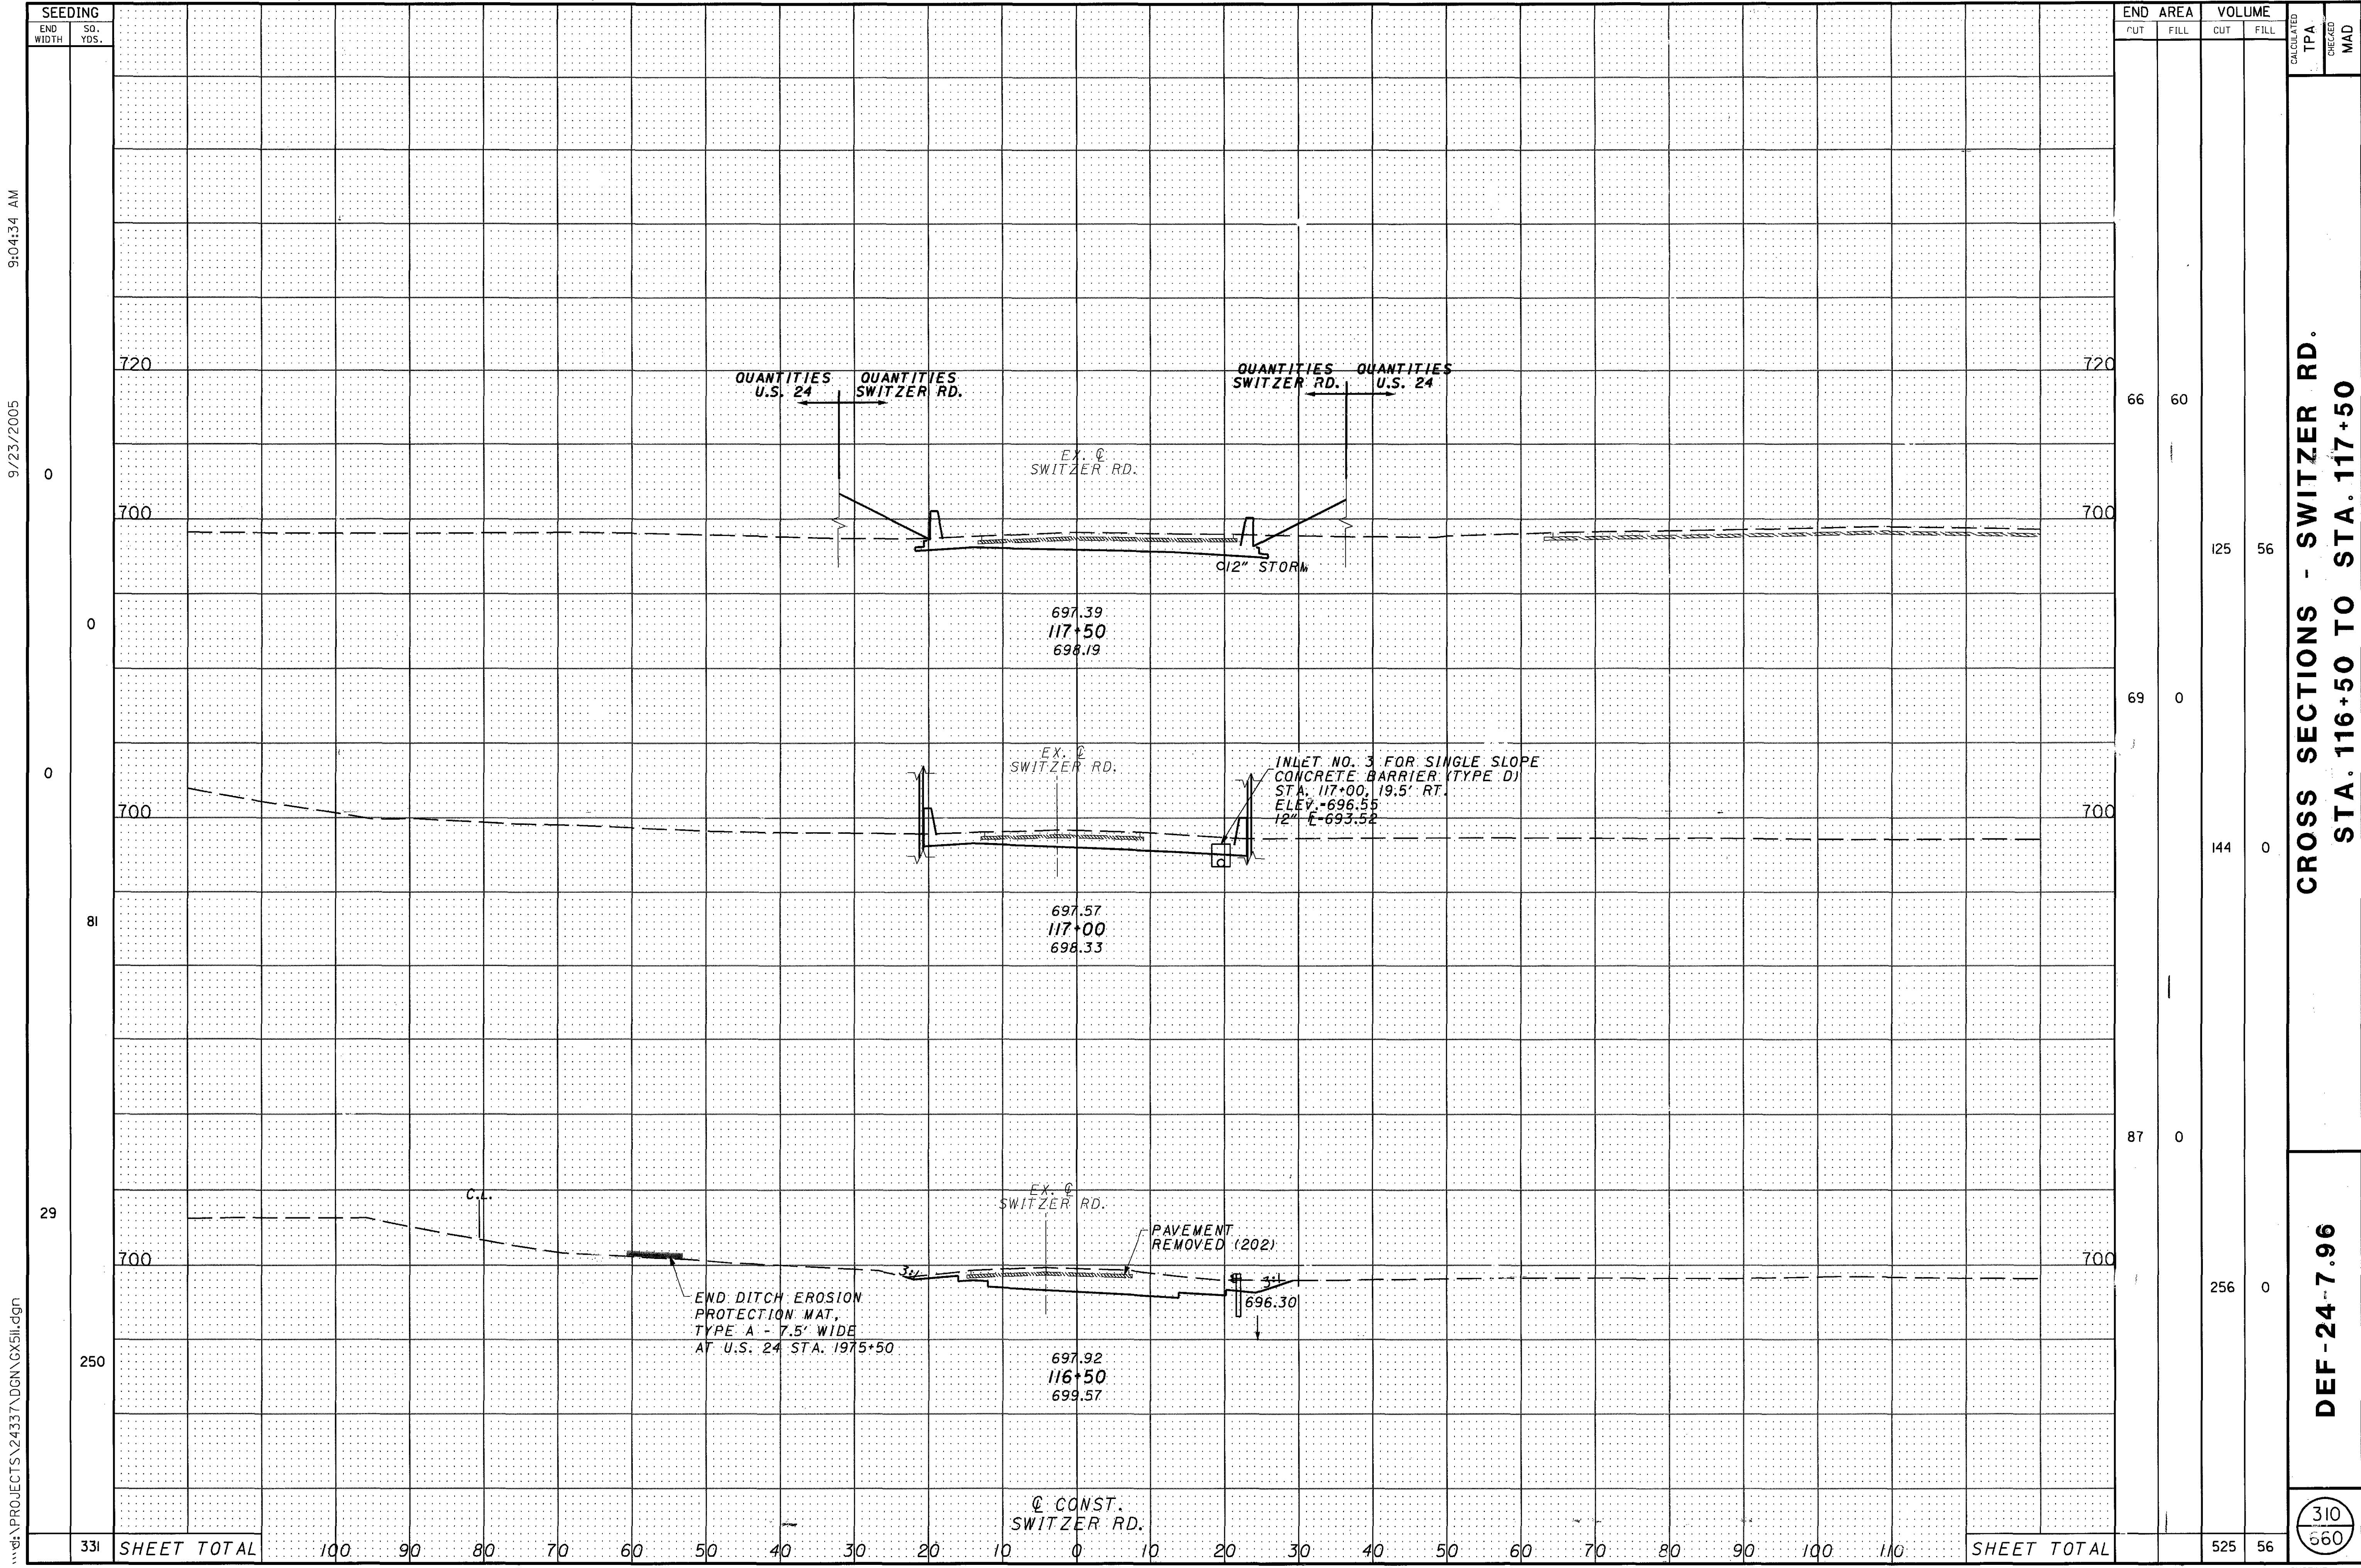 SEEDING
END WIDTH
SQ. YDS.
END AREA
VOLUME
CUT
FILL
CUT
FILL
CALCULATED
TPA
CHECKED
MAD
9:04:34 AM
9/23/2005
720
720
QUANTITIES U.S. 24
QUANTITIES SWITZER RD.
QUANTITIES SWITZER RD.
QUANTITIES U.S. 24
66
60
0
EX. ℄
SWITZER RD.
700
700
12" STORM
125
56
0
697.39
117+50
698.19
69
0
0
EX. ℄
SWITZER RD.
INLET NO. 3 FOR SINGLE SLOPE
CONCRETE BARRIER (TYPE D)
STA. 117+00, 19.5' RT.
ELEV.=696.55
12" ℄-693.52
700
700
144
0
81
697.57
117+00
698.33
87
0
29
C.L.
EX. ℄
SWITZER RD.
PAVEMENT
REMOVED (202)
700
700
3:1
3:1
696.30
END DITCH EROSION
PROTECTION MAT,
TYPE A - 7.5' WIDE
AT U.S. 24 STA. 1975+50
256
0
250
697.92
116+50
699.57
℄ CONST.
SWITZER RD.
331
SHEET TOTAL
100 90 80 70 60 50 40 30 20 10 0 10 20 30 40 50 60 70 80 90 100 110
SHEET TOTAL
525
56
CROSS SECTIONS - SWITZER RD.
STA. 116+50 TO STA. 117+50
DEF-24-7.96
310
660
d:\PROJECTS\24337\DGN\GX511.dgn